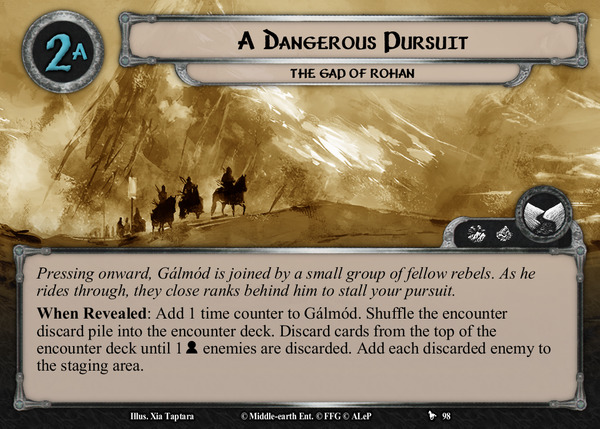 2A
A Dangerous Pursuit
The Gap of Rohan
Pressing onward, Gálmód is joined by a small group of fellow rebels. As he
rides through, they close ranks behind him to stall your pursuit.
When Revealed: Add 1 time counter to Gálmód. Shuffle the encounter
discard pile into the encounter deck. Discard cards from the top of the
encounter deck until 1 enemies are discarded. Add each discarded enemy to
the staging area.
Illus. Xia Taptara © Middle-earth Ent. © FFG © ALeP 98